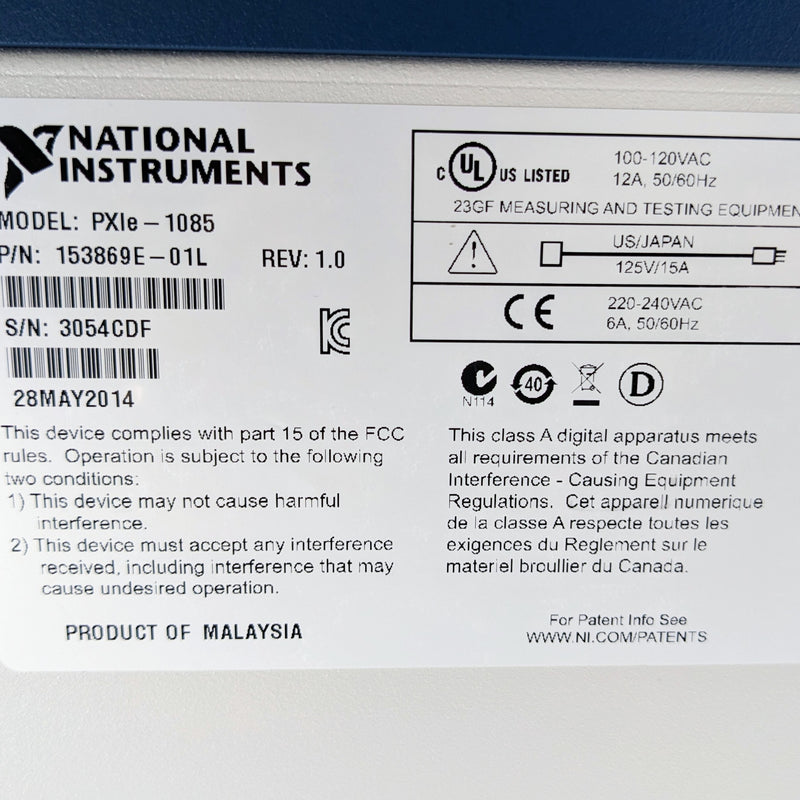 NATIONAL
INSTRUMENTS
MODEL: PXIe-1085
P/N: 153869E-01L REV: 1.0
S/N: 3054CDF
28MAY2014
This device complies with part 15 of the FCC
rules. Operation is subject to the following
two conditions:
1) This device may not cause harmful
interference.
2) This device must accept any interference
received, including interference that may
cause undesired operation.
PRODUCT OF MALAYSIA
C UL US LISTED
100-120VAC
12A, 50/60Hz
23GF MEASURING AND TESTING EQUIPMEN
US/JAPAN
125V/15A
CE
220-240VAC
6A, 50/60Hz
N114
40
D
This class A digital apparatus meets
all requirements of the Canadian
Interference - Causing Equipment
Regulations. Cet apparell numerique
de la classe A respecte toutes les
exigences du Reglement sur le
materiel broullier du Canada.
For Patent Info See
WWW.NI.COM/PATENTS